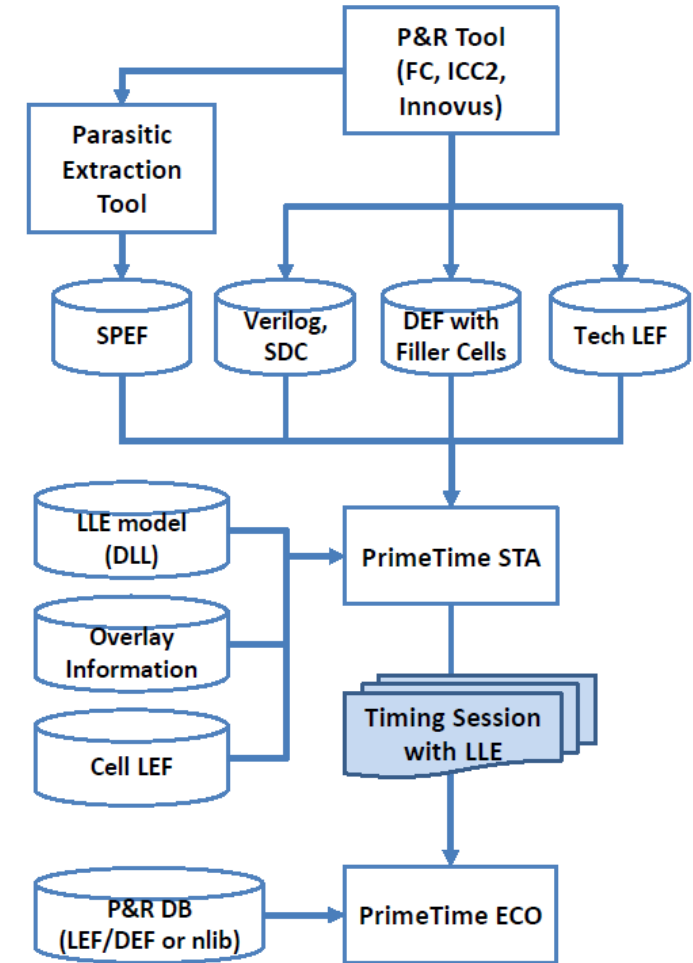 P&R Tool
(FC, ICC2,
Innovus)
Parasitic
Extraction
Tool
SPEF
Verilog,
SDC
DEF with
Filler Cells
Tech LEF
LLE model
(DLL)
PrimeTime STA
Overlay
Information
Timing Session
with LLE
Cell LEF
P&R DB
(LEF/DEF or nlib)
PrimeTime ECO